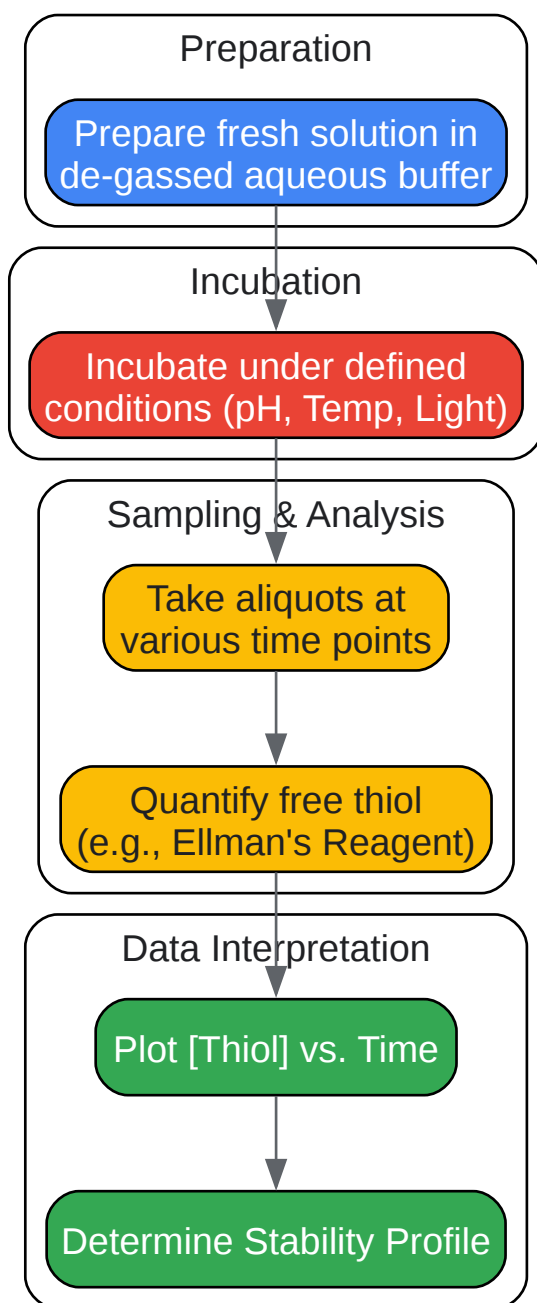 Preparation
Prepare fresh solution in
de-gassed aqueous buffer
Incubation
Incubate under defined
conditions (pH, Temp, Light)
Sampling & Analysis
Take aliquots at
various time points
Quantify free thiol
(e.g., Ellman's Reagent)
Data Interpretation
Plot [Thiol] vs. Time
Determine Stability Profile